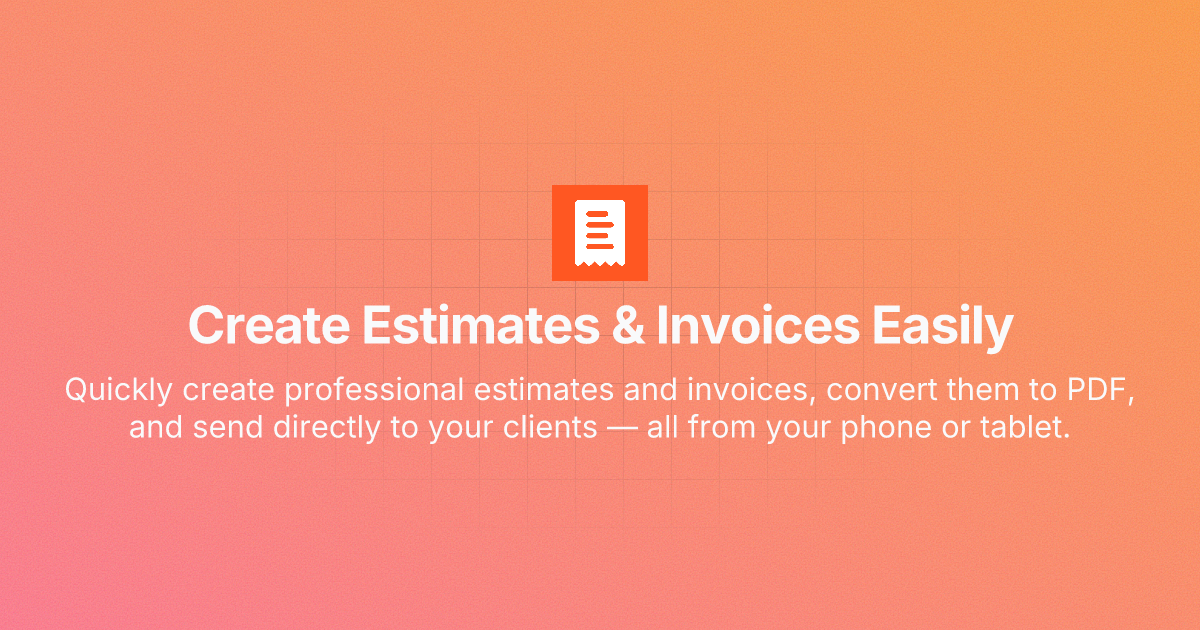 Create Estimates & Invoices Easily
Quickly create professional estimates and invoices, convert them to PDF,
and send directly to your clients — all from your phone or tablet.